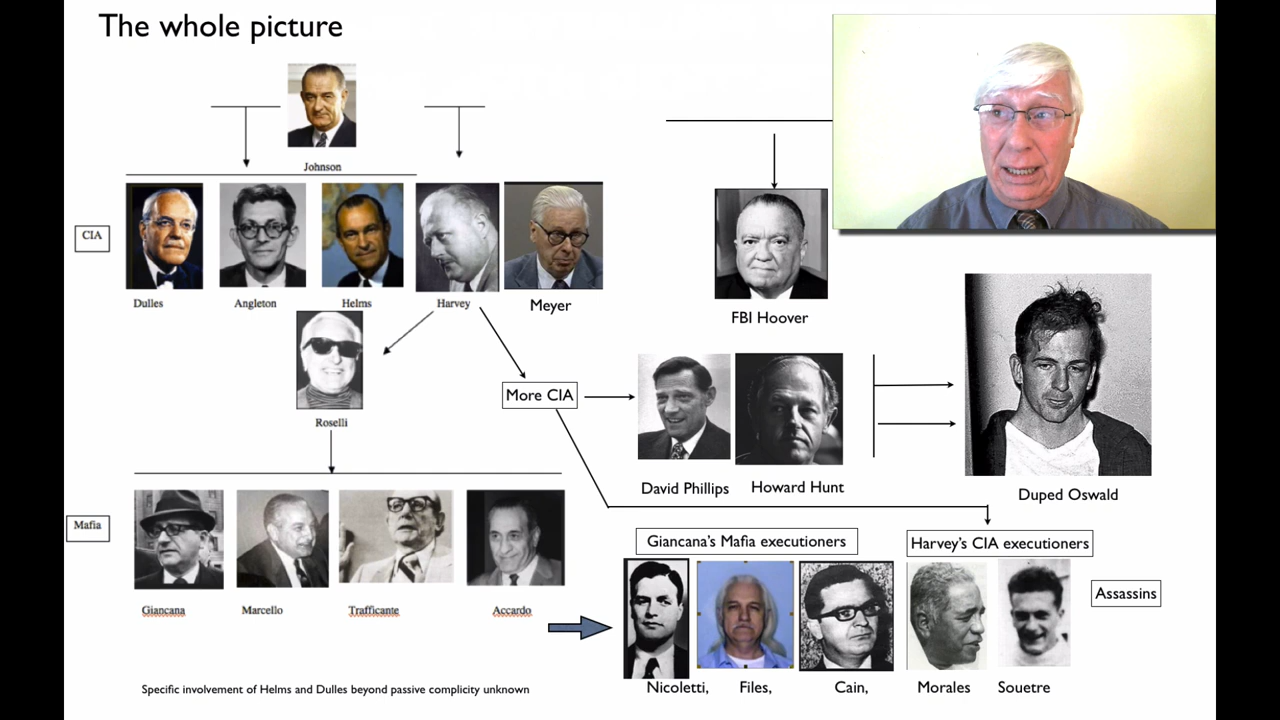 The whole picture
Johnson
CIA
Dulles
Angleton
Helms
Harvey
Meyer
FBI Hoover
Roselli
More CIA
David Phillips
Howard Hunt
Duped Oswald
Mafia
Giancana
Marcello
Trafficante
Accardo
Giancana's Mafia executioners
Harvey's CIA executioners
Assassins
Nicoletti,
Files,
Cain,
Morales
Souetre
Specific involvement of Helms and Dulles beyond passive complicity unknown